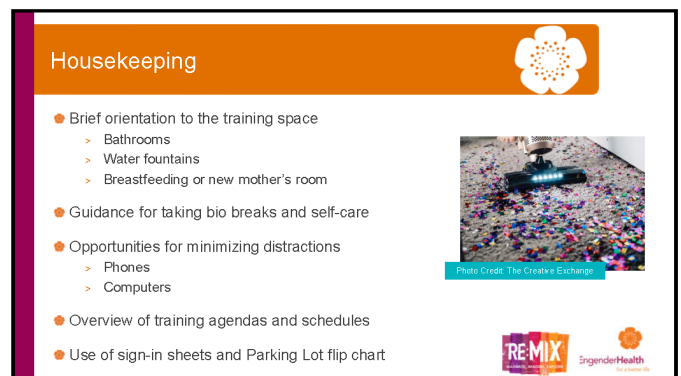 Housekeeping
Brief orientation to the training space
> Bathrooms
> Water fountains
> Breastfeeding or new mother's room
Guidance for taking bio breaks and self-care
Opportunities for minimizing distractions
> Phones
> Computers
Overview of training agendas and schedules
Use of sign-in sheets and Parking Lot flip chart
Photo Credit: The Creative Exchange
RE:MIX
EngenderHealth
for a better life